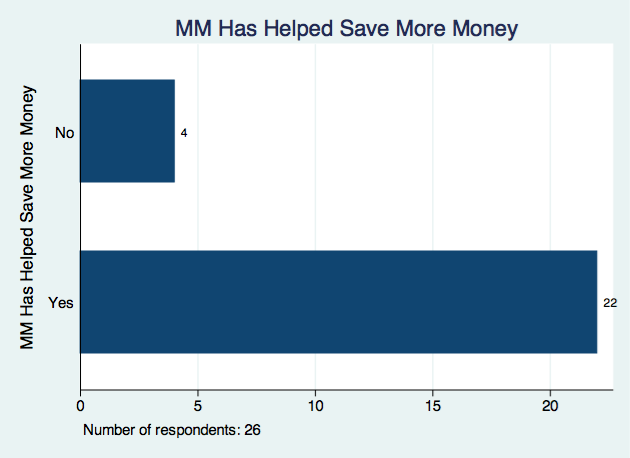 MM Has Helped Save More Money
MM Has Helped Save More Money
No
4
Yes
22
0 5 10 15 20
Number of respondents: 26